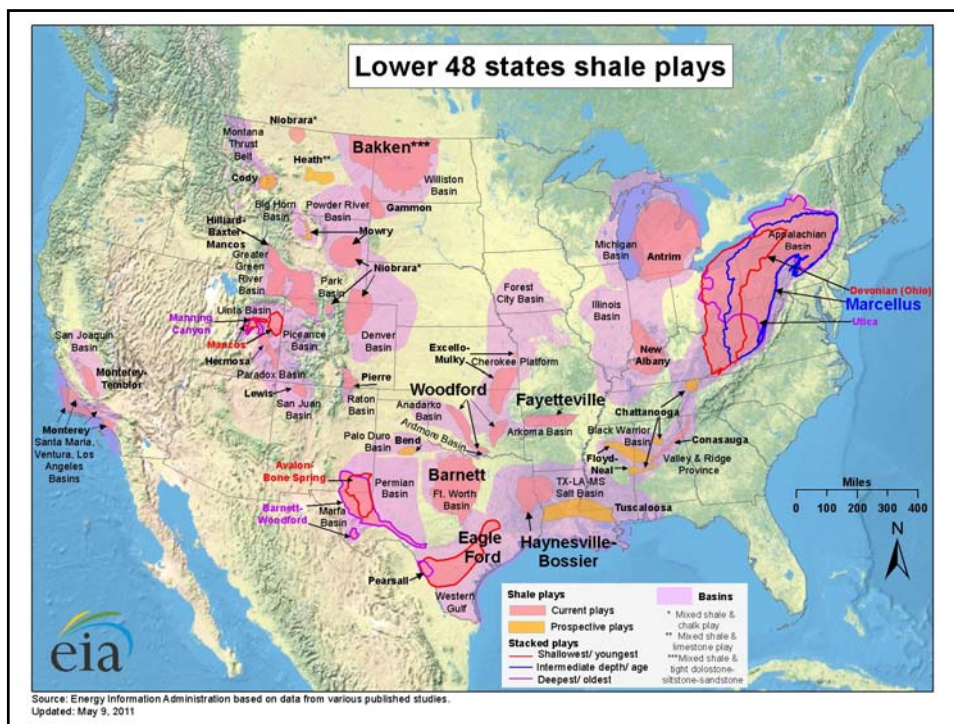 Lower 48 states shale plays
Niobrara*
Montana
Thrust
Belt
Bakken***
Heath**
Cody
Williston
Basin
Big Horn
Basin
Powder River
Basin
Gammon
Hilliard-
Baxter-
Mancos
Mowry
Greater
Green
River
Basin
Niobrara*
Park
Basin
Michigan
Basin
Antrim
Appalachian
Basin
Devonian (Ohio)
Marcellus
Utica
Forest
City Basin
Illinois
Basin
Uinta Basin
Manning
Canyon
Mancos
Piceance
Basin
Denver
Basin
San Joaquin
Basin
Hermosa
Excello-
Mulky
Cherokee Platform
New
Albany
Paradox Basin
Monterey-
Temblor
Lewis
San Juan
Basin
Pierre
Raton
Basin
Woodford
Anadarko
Basin
Fayetteville
Chattanooga
Ardmore Basin
Arkoma Basin
Black Warrior
Basin
Conasauga
Monterey
Santa Maria,
Ventura, Los
Angeles
Basins
Palo Duro
Basin
Bend
Floyd-
Neal
Valley & Ridge
Province
Avalon-
Bone Spring
Permian
Basin
Barnett
Ft. Worth
Basin
TX-LA-MS
Salt Basin
Tuscaloosa
Barnett-
Woodford
Marfa
Basin
Eagle
Ford
Haynesville-
Bossier
Pearsall
Western
Gulf
Miles
0 100 200 300 400
N
Shale plays
Current plays
Prospective plays
Stacked plays
Shallowest/ youngest
Intermediate depth/ age
Deepest/ oldest
Basins
* Mixed shale &
chalk play
** Mixed shale &
limestone play
***Mixed shale &
tight dolostone-
siltstone-sandstone
eia
Source: Energy Information Administration based on data from various published studies.
Updated: May 9, 2011